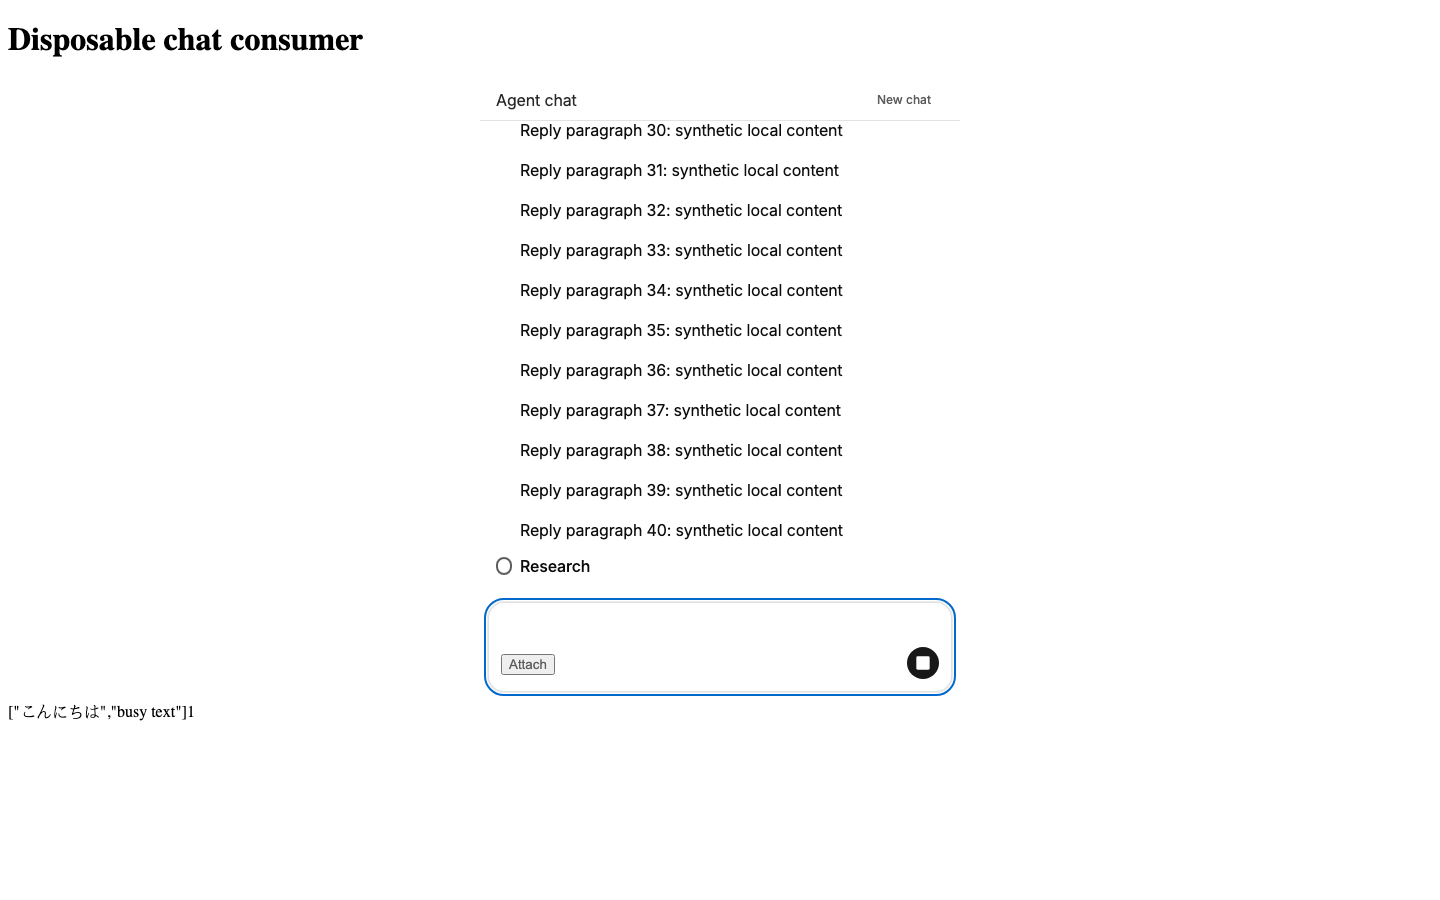 Disposable chat consumer
Agent chat
New chat
Reply paragraph 30: synthetic local content
Reply paragraph 31: synthetic local content
Reply paragraph 32: synthetic local content
Reply paragraph 33: synthetic local content
Reply paragraph 34: synthetic local content
Reply paragraph 35: synthetic local content
Reply paragraph 36: synthetic local content
Reply paragraph 37: synthetic local content
Reply paragraph 38: synthetic local content
Reply paragraph 39: synthetic local content
Reply paragraph 40: synthetic local content
Research
Attach
["こんにちは","busy text"]1